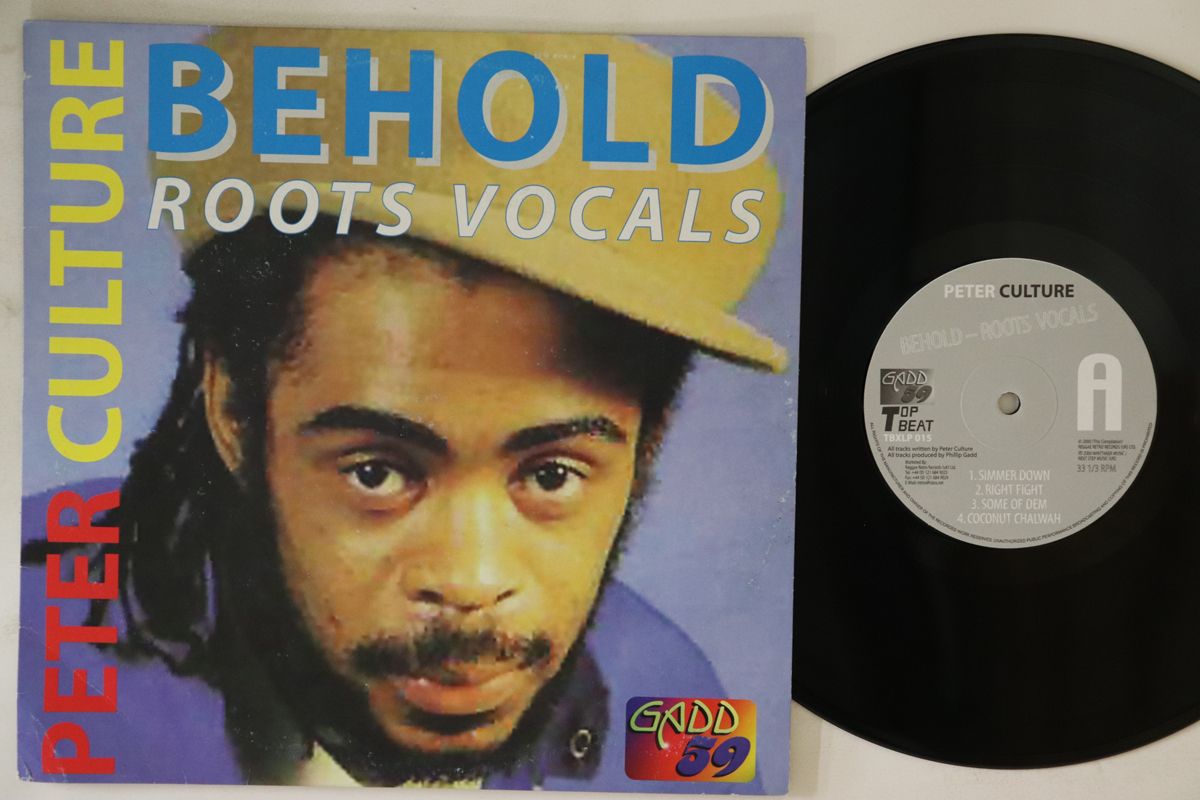 PETER CULTURE
BEHOLD
ROOTS VOCALS
GADD
59
PETER CULTURE
BEHOLD – ROOTS VOCALS
GADD
59
TOP
BEAT
TBXLP 015
A
All tracks written by Peter Culture
All tracks produced by Phillip Gadd
33 1/3 RPM
1. SIMMER DOWN
2. RIGHT FIGHT
3. SOME OF DEM
4. COCONUT CHALWAH